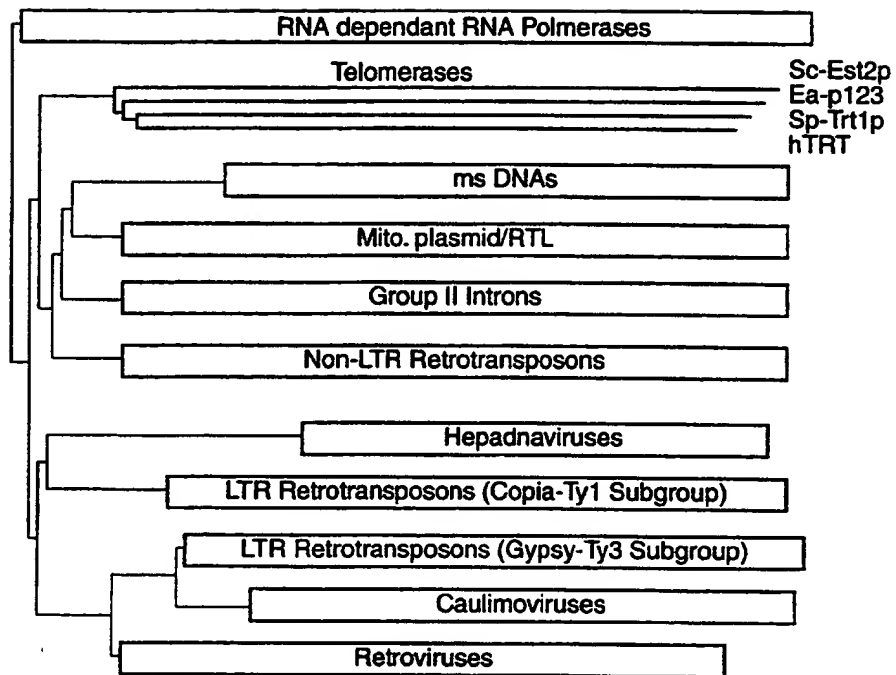 RNA dependant RNA Polmerases
Telomerases
Sc-Est2p
Ea-p123
Sp-Trt1p
hTRT
ms DNAs
Mito. plasmid/RTL
Group II Introns
Non-LTR Retrotransposons
Hepadnaviruses
LTR Retrotransposons (Copia-Ty1 Subgroup)
LTR Retrotransposons (Gypsy-Ty3 Subgroup)
Caulimoviruses
Retroviruses